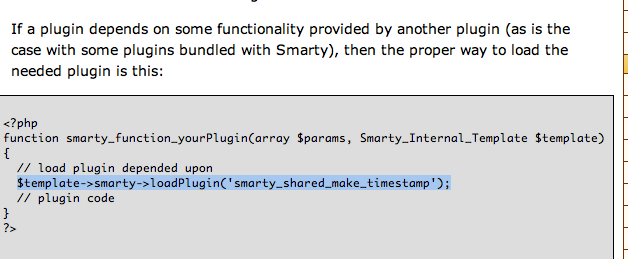 If a plugin depends on some functionality provided by another plugin (as is the
case with some plugins bundled with Smarty), then the proper way to load the
needed plugin is this:
<?php
function smarty_function_yourPlugin(array $params, Smarty_Internal_Template $template)
{
  // load plugin depended upon
  $template->smarty->loadPlugin('smarty_shared_make_timestamp');
  // plugin code
}
?>